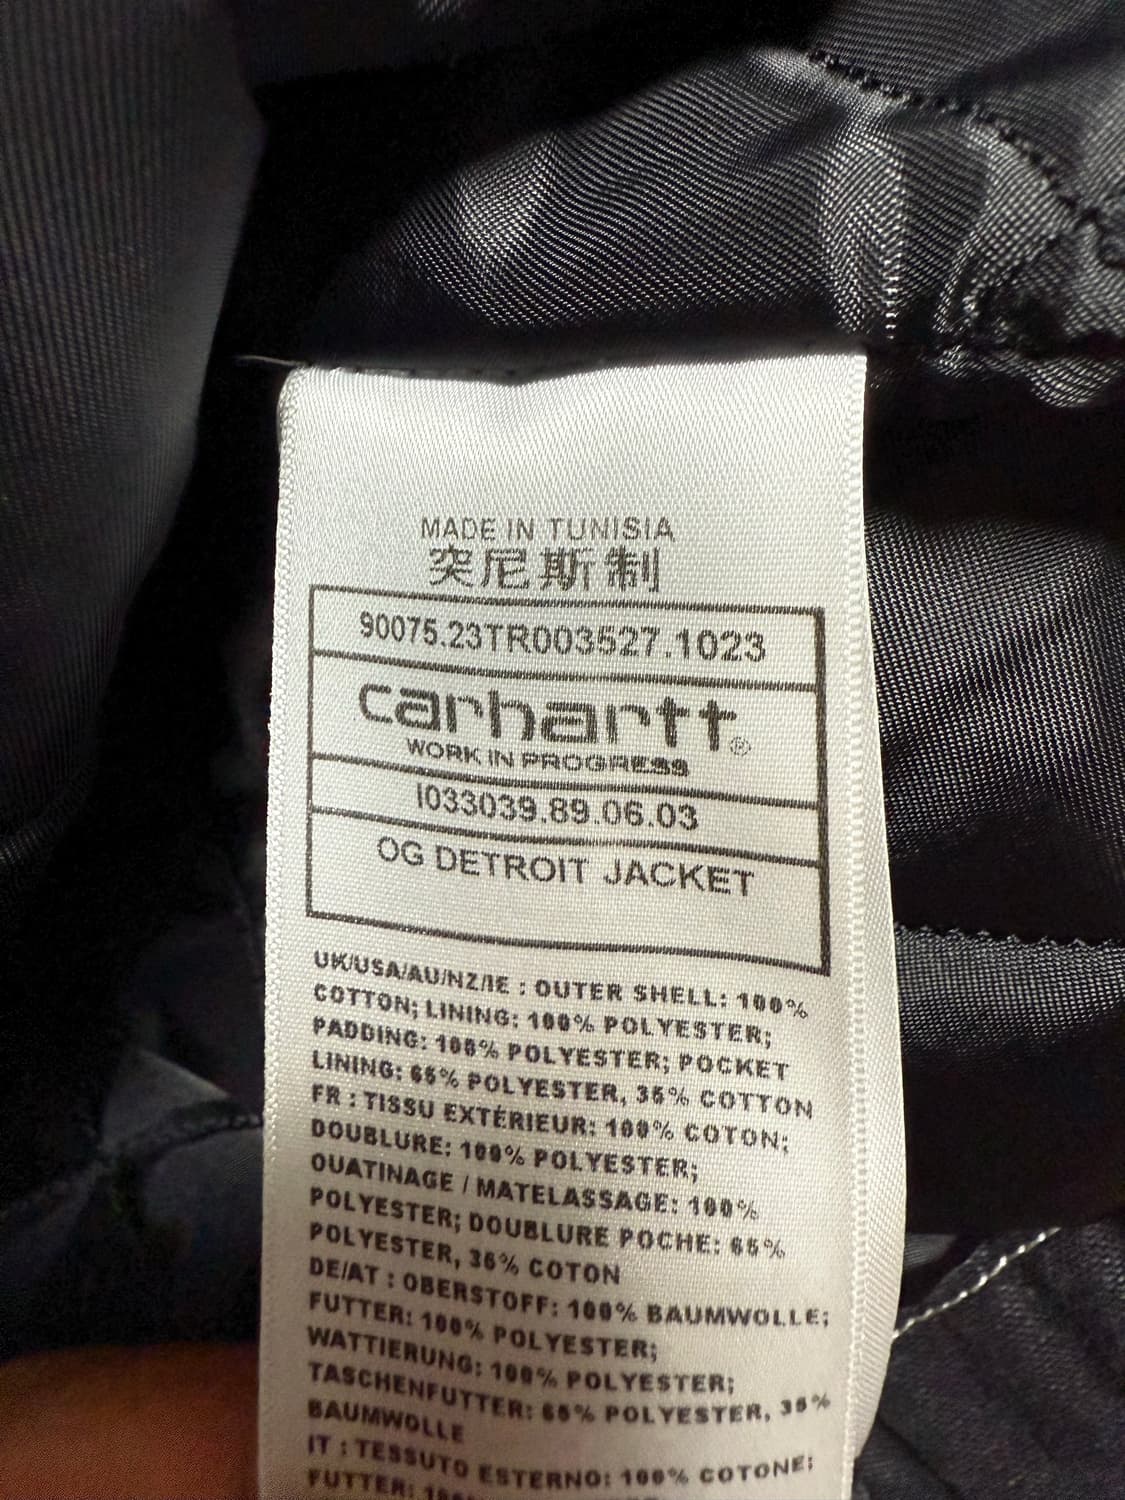 MADE IN TUNISIA
突尼斯制
90075.23TR003527.1023
carhartt®
WORK IN PROGRESS
I033039.89.06.03
OG DETROIT JACKET
UK/USA/AU/NZ/IE : OUTER SHELL: 100%
COTTON; LINING: 100% POLYESTER;
PADDING: 100% POLYESTER; POCKET
LINING: 65% POLYESTER, 35% COTTON
FR : TISSU EXTÉRIEUR: 100% COTON;
DOUBLURE: 100% POLYESTER;
OUATINAGE / MATELASSAGE: 100%
POLYESTER; DOUBLURE POCHE: 65%
POLYESTER, 35% COTON
DE/AT : OBERSTOFF: 100% BAUMWOLLE;
FUTTER: 100% POLYESTER;
WATTIERUNG: 100% POLYESTER;
TASCHENFUTTER: 65% POLYESTER, 35%
BAUMWOLLE
IT : TESSUTO ESTERNO: 100% COTONE;
FUTTER: